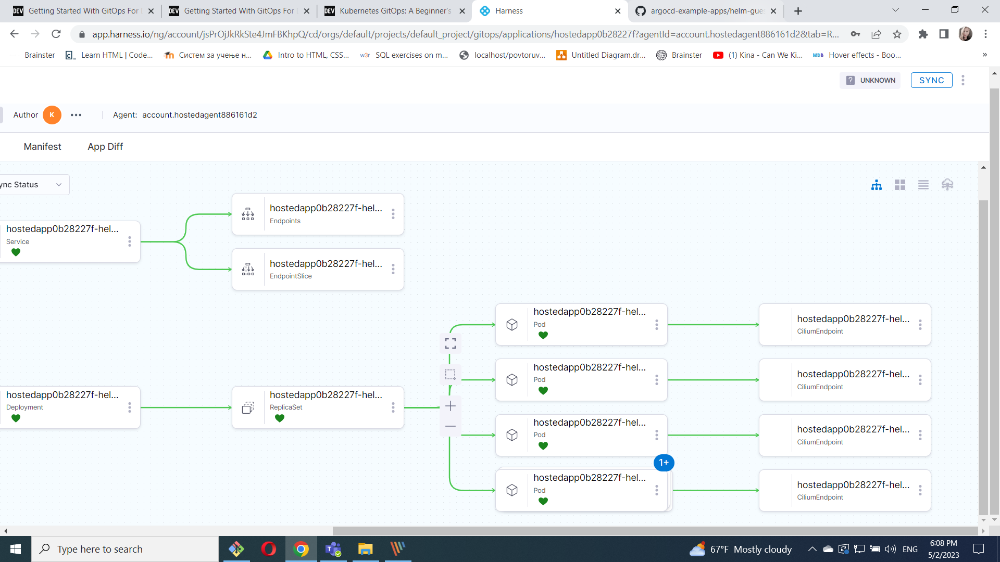 DEV Getting Started With GitOps For D
DEV Getting Started With GitOps For D
DEV Kubernetes GitOps: A Beginner's
Harness
argocd-example-apps/helm-gues
app.harness.io/ng/account/jsPrOjJkRkSte4JmFBKhpQ/cd/orgs/default/projects/default_project/gitops/applications/hostedapp0b28227f?agentId=account.hostedagent886161d2&tab=R...
Brainster
Learn HTML | Code...
Систем за учење н...
Intro to HTML, CSS...
w3r SQL exercises on m...
localhost/povtoruv...
Untitled Diagram.dr...
Brainster
(1) Kina - Can We Ki...
MDB Hover effects - Boo...
»
? UNKNOWN
SYNC
Author K
Agent: account.hostedagent886161d2
Manifest
App Diff
ync Status
hostedapp0b28227f-hel...
Endpoints
hostedapp0b28227f-hel...
Service
hostedapp0b28227f-hel...
EndpointSlice
hostedapp0b28227f-hel...
Pod
hostedapp0b28227f-hel...
CiliumEndpoint
hostedapp0b28227f-hel...
Pod
hostedapp0b28227f-hel...
CiliumEndpoint
hostedapp0b28227f-hel...
Deployment
hostedapp0b28227f-hel...
ReplicaSet
hostedapp0b28227f-hel...
Pod
hostedapp0b28227f-hel...
CiliumEndpoint
1+
hostedapp0b28227f-hel...
Pod
hostedapp0b28227f-hel...
CiliumEndpoint
Type here to search
67°F Mostly cloudy
ENG
6:08 PM
5/2/2023